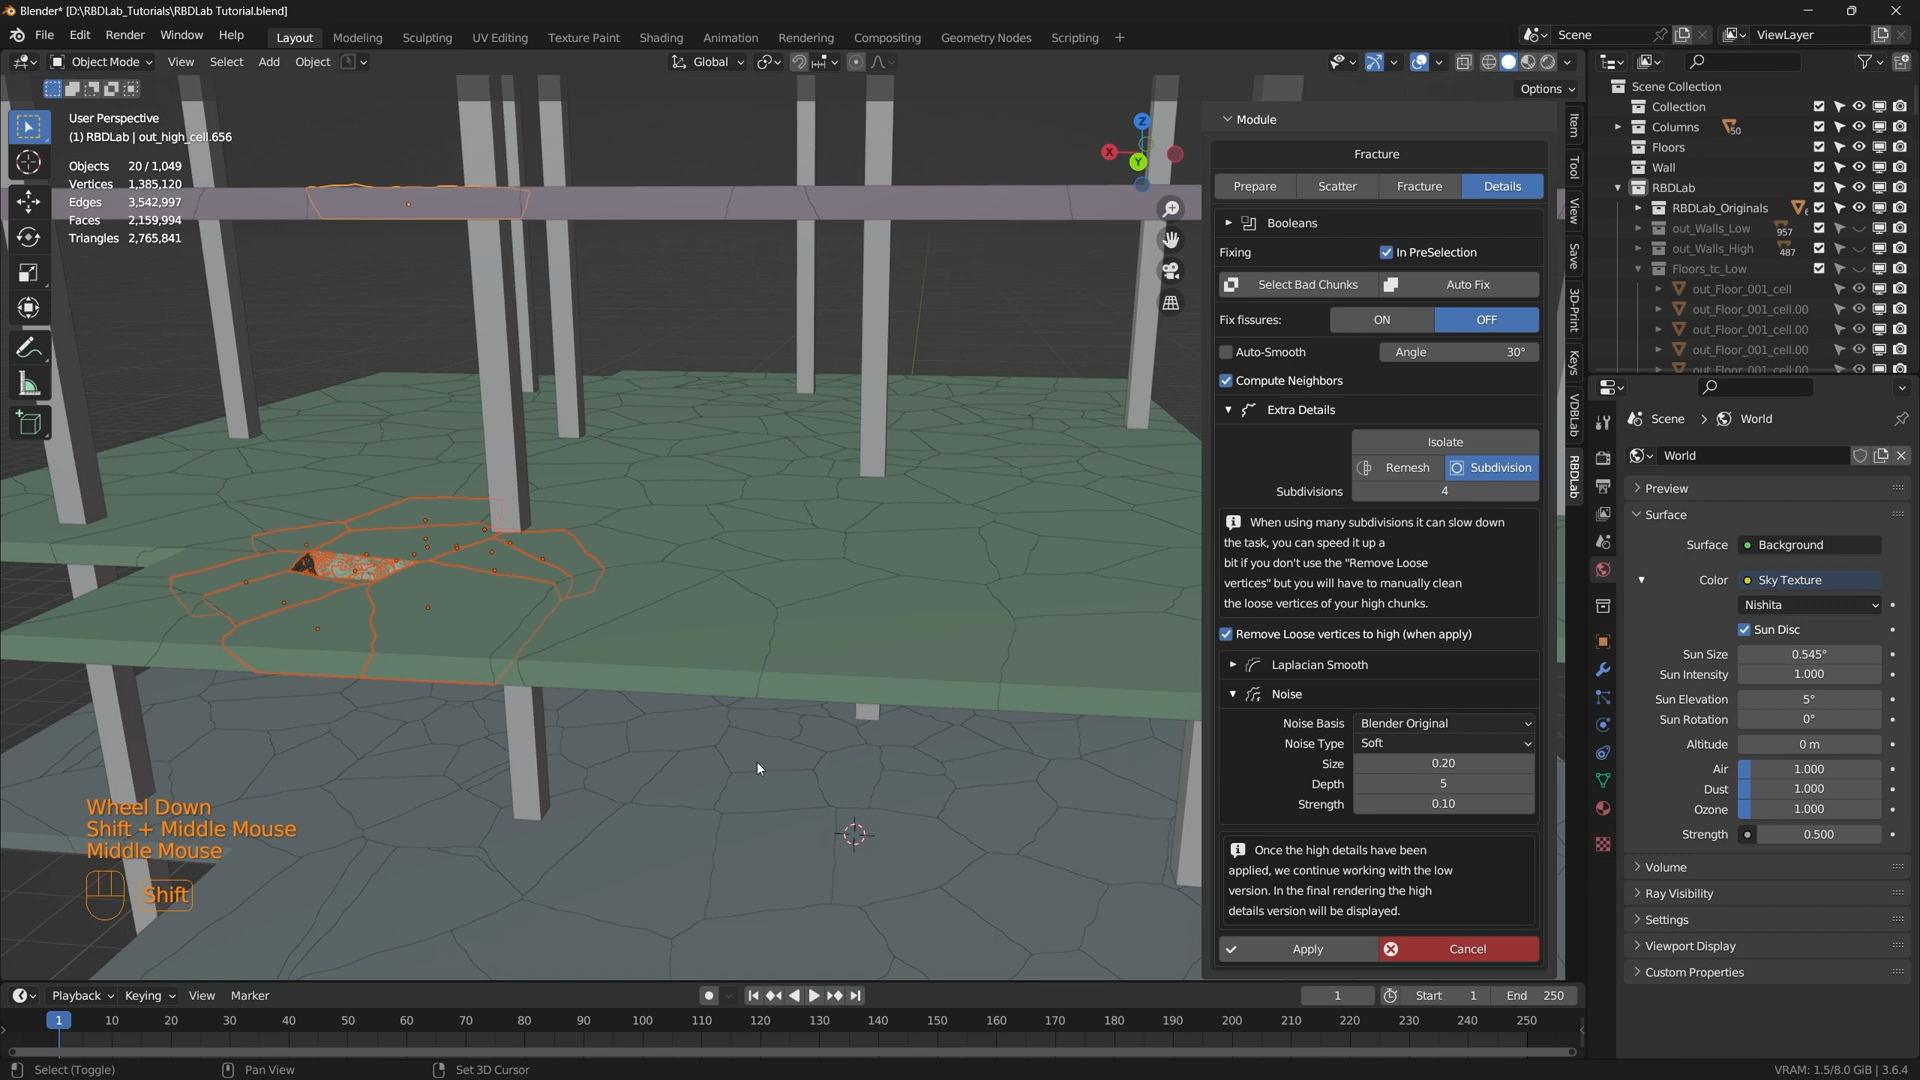 Blender* [D:\RBDLab_Tutorials\RBDLab Tutorial.blend]
File Edit Render Window Help Layout Modeling Sculpting UV Editing Texture Paint Shading Animation Rendering Compositing Geometry Nodes Scripting + Scene ViewLayer
Object Mode View Select Add Object Global
Options
User Perspective
(1) RBDLab | out_high_cell.656
Objects 20 / 1,049
Vertices 1,385,120
Edges 3,542,997
Faces 2,159,994
Triangles 2,765,841
Z
X
Y
Wheel Down
Shift + Middle Mouse
Middle Mouse
Shift
Module
Fracture
Prepare Scatter Fracture Details
Booleans
Fixing In PreSelection
Select Bad Chunks Auto Fix
Fix fissures: ON OFF
Auto-Smooth Angle 30°
Compute Neighbors
Extra Details
Isolate
Remesh Subdivision
Subdivisions 4
When using many subdivisions it can slow down
the task, you can speed it up a
bit if you don't use the "Remove Loose
vertices" but you will have to manually clean
the loose vertices of your high chunks.
Remove Loose vertices to high (when apply)
Laplacian Smooth
Noise
Noise Basis Blender Original
Noise Type Soft
Size 0.20
Depth 5
Strength 0.10
Once the high details have been
applied, we continue working with the low
version. In the final rendering the high
details version will be displayed.
Apply Cancel
Item
Tool
View
Save
3D-Print
Keys
VDBLab
RBDLab
Scene Collection
Collection
Columns 50
Floors
Wall
RBDLab
RBDLab_Originals
out_Walls_Low 957
out_Walls_High 487
Floors_tc_Low
out_Floor_001_cell
out_Floor_001_cell.00
out_Floor_001_cell.00
out_Floor_001_cell.00
out_Floor_001_cell.00
Scene > World
World
Preview
Surface
Surface Background
Color Sky Texture
Nishita
Sun Disc
Sun Size 0.545°
Sun Intensity 1.000
Sun Elevation 5°
Sun Rotation 0°
Altitude 0 m
Air 1.000
Dust 1.000
Ozone 1.000
Strength 0.500
Volume
Ray Visibility
Settings
Viewport Display
Custom Properties
Playback Keying View Marker 1 Start 1 End 250
1 10 20 30 40 50 60 70 80 90 100 110 120 130 140 150 160 170 180 190 200 210 220 230 240 250
Select (Toggle) Pan View Set 3D Cursor VRAM: 1.5/8.0 GiB | 3.6.4